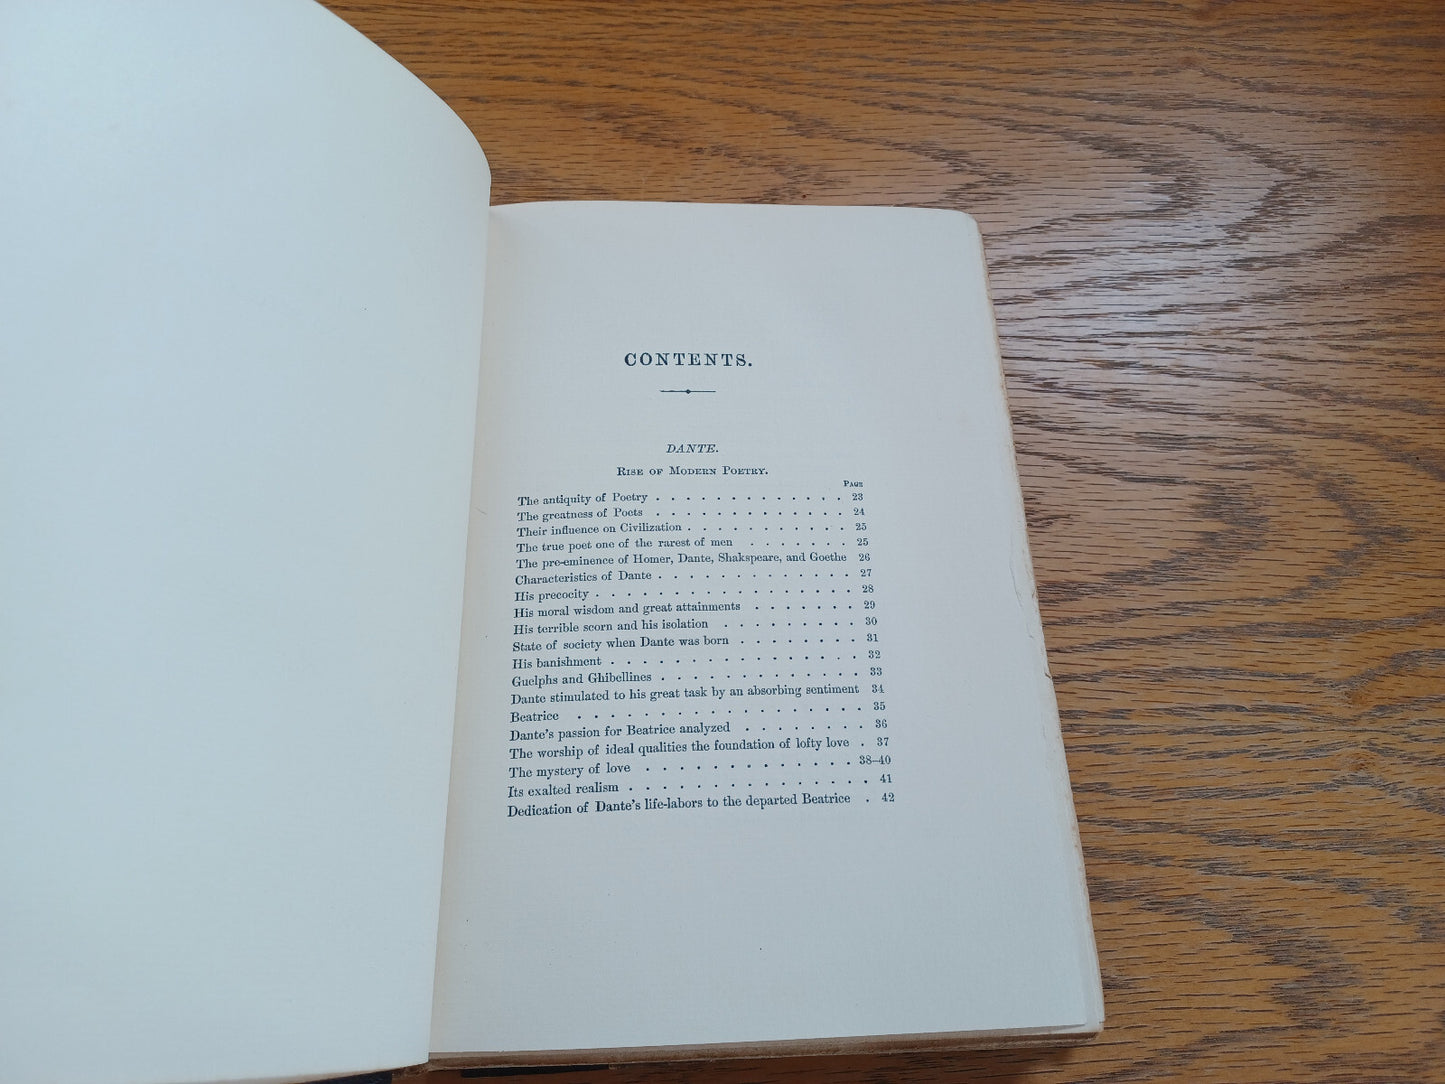 CONTENTS.
DANTE.
RISE OF MODERN POETRY.
PAGE
The antiquity of Poetry . . . . . . . . . . . . . 23
The greatness of Poets . . . . . . . . . . . . . 24
Their influence on Civilization . . . . . . . . . . . 25
The true poet one of the rarest of men . . . . . . . 25
The pre-eminence of Homer, Dante, Shakspeare, and Goethe 26
Characteristics of Dante . . . . . . . . . . . . . 27
His precocity . . . . . . . . . . . . . . . . . 28
His moral wisdom and great attainments . . . . . . . 29
His terrible scorn and his isolation . . . . . . . . . 30
State of society when Dante was born . . . . . . . . 31
His banishment . . . . . . . . . . . . . . . . 32
Guelphs and Ghibellines . . . . . . . . . . . . . 33
Dante stimulated to his great task by an absorbing sentiment 34
Beatrice . . . . . . . . . . . . . . . . . . 35
Dante's passion for Beatrice analyzed . . . . . . . . 36
The worship of ideal qualities the foundation of lofty love . 37
The mystery of love . . . . . . . . . . . . . . 38–40
Its exalted realism . . . . . . . . . . . . . . . 41
Dedication of Dante's life-labors to the departed Beatrice . 42